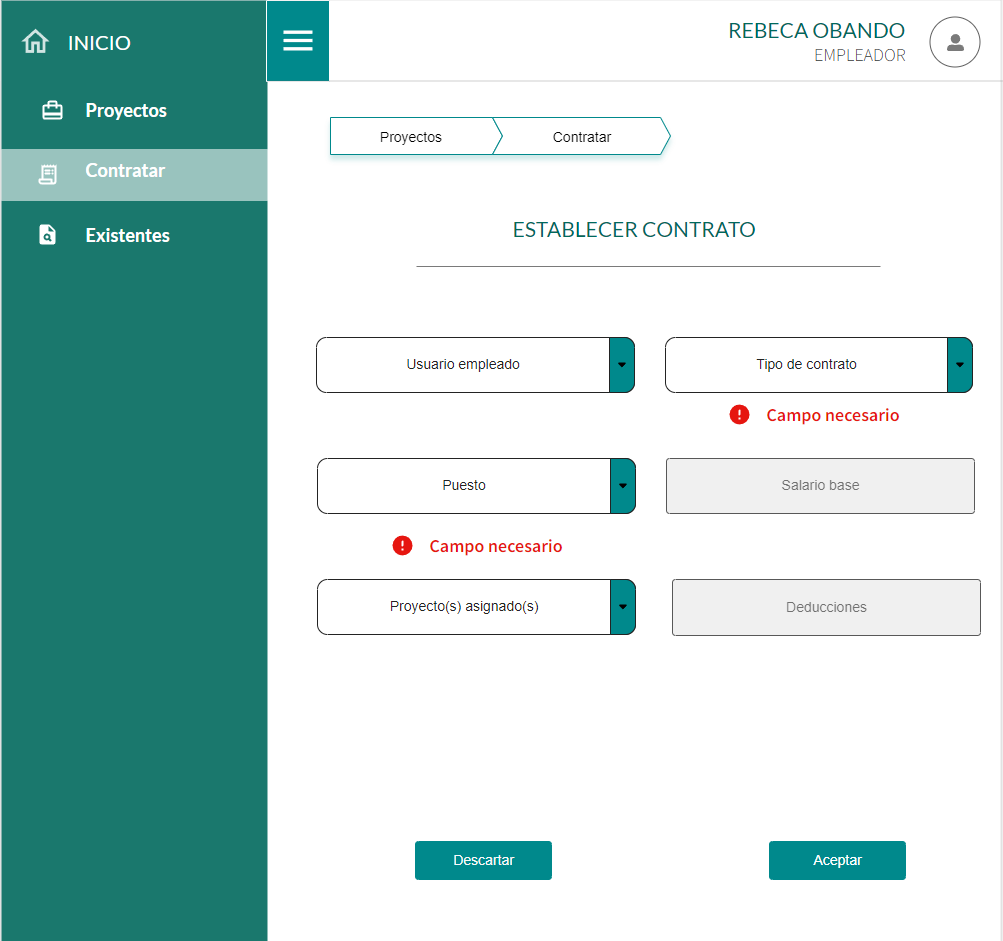 INICIO
REBECA OBANDO
EMPLEADOR
Proyectos
Contratar
Existentes
Proyectos
Contratar
ESTABLECER CONTRATO
Usuario empleado
Tipo de contrato
Campo necesario
Puesto
Salario base
Campo necesario
Proyecto(s) asignado(s)
Deducciones
Descartar
Aceptar